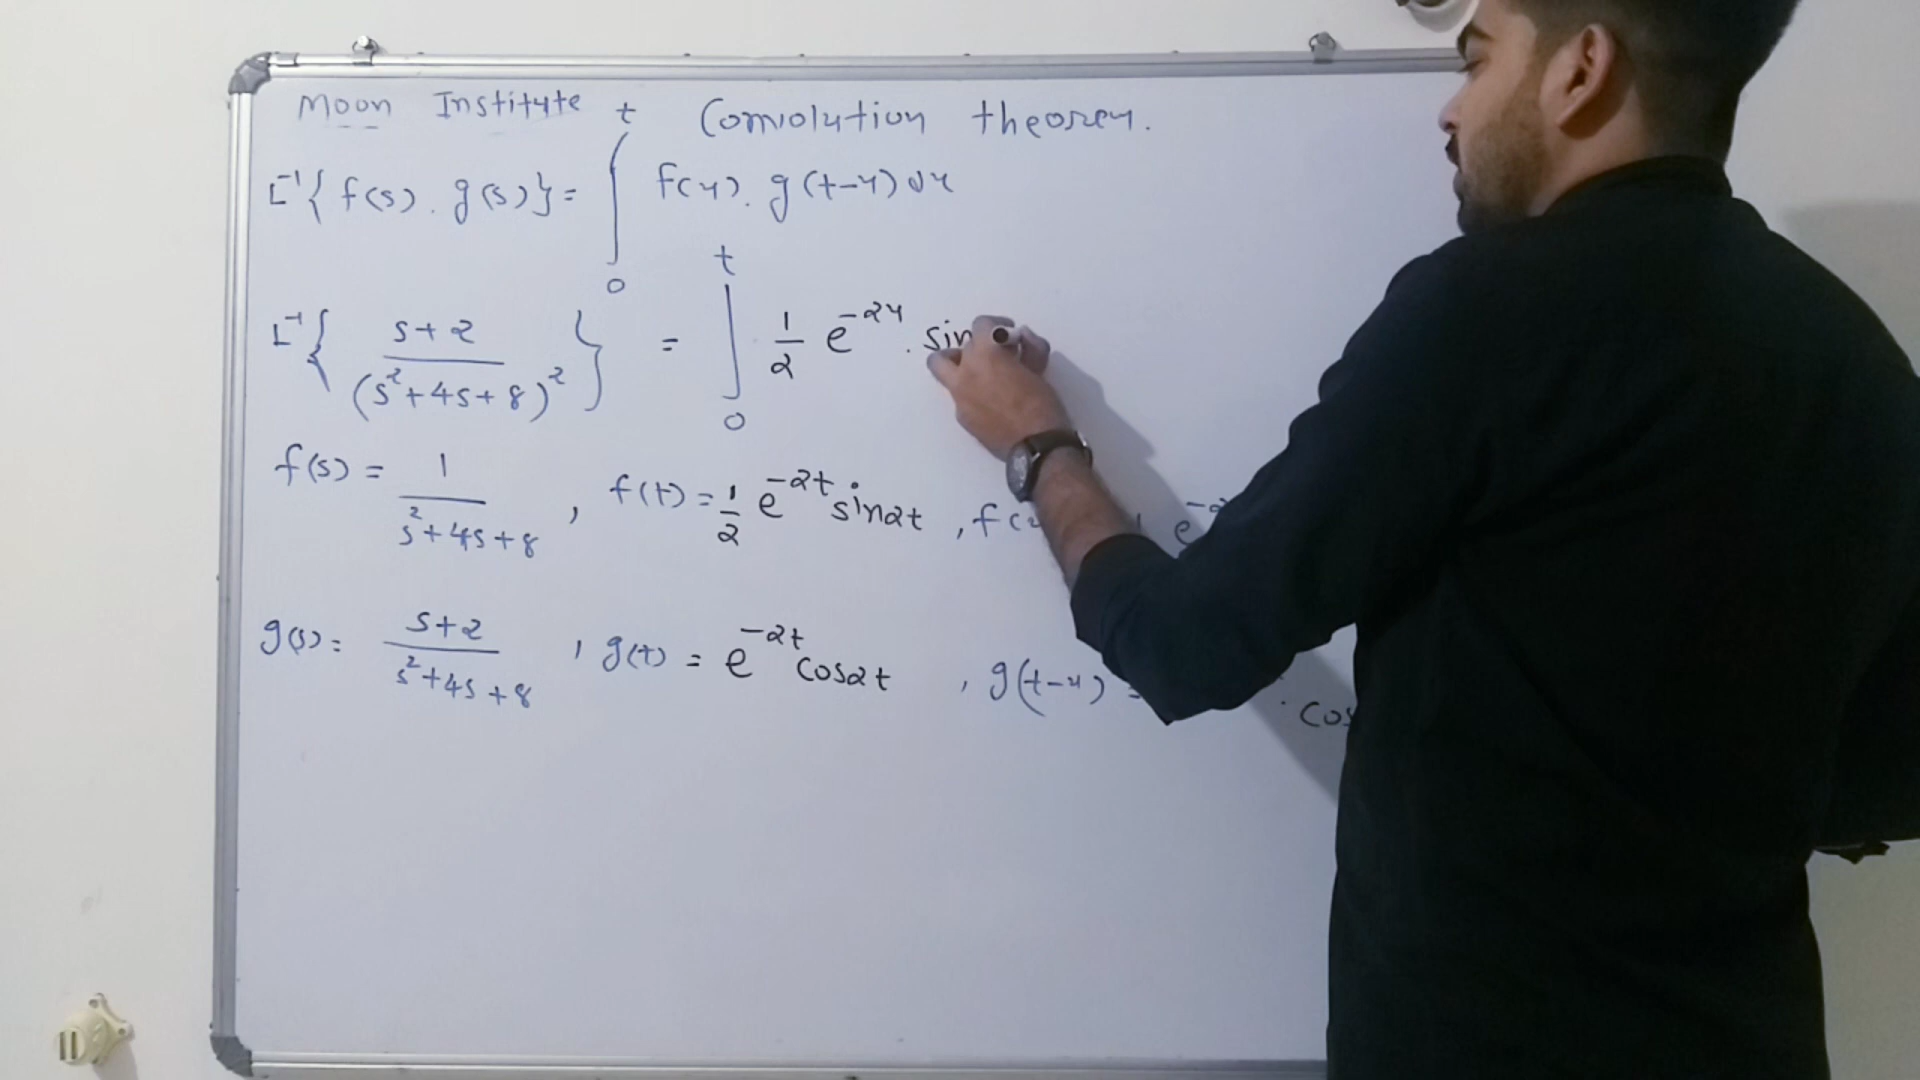 Moon Institute
Convolution theorem.
L⁻¹{ f(s) . g(s) } = ∫₀ᵗ f(u) . g(t-u) du
L⁻¹{ (s+2) / (s²+4s+8)² } = ∫₀ᵗ 1/2 e^(-2u) . sin
f(s) = 1 / (s²+4s+8) , f(t) = 1/2 e^(-2t) sin2t , f(
g(s) = (s+2) / (s²+4s+8) , g(t) = e^(-2t) cos2t , g(t-u) = . cos